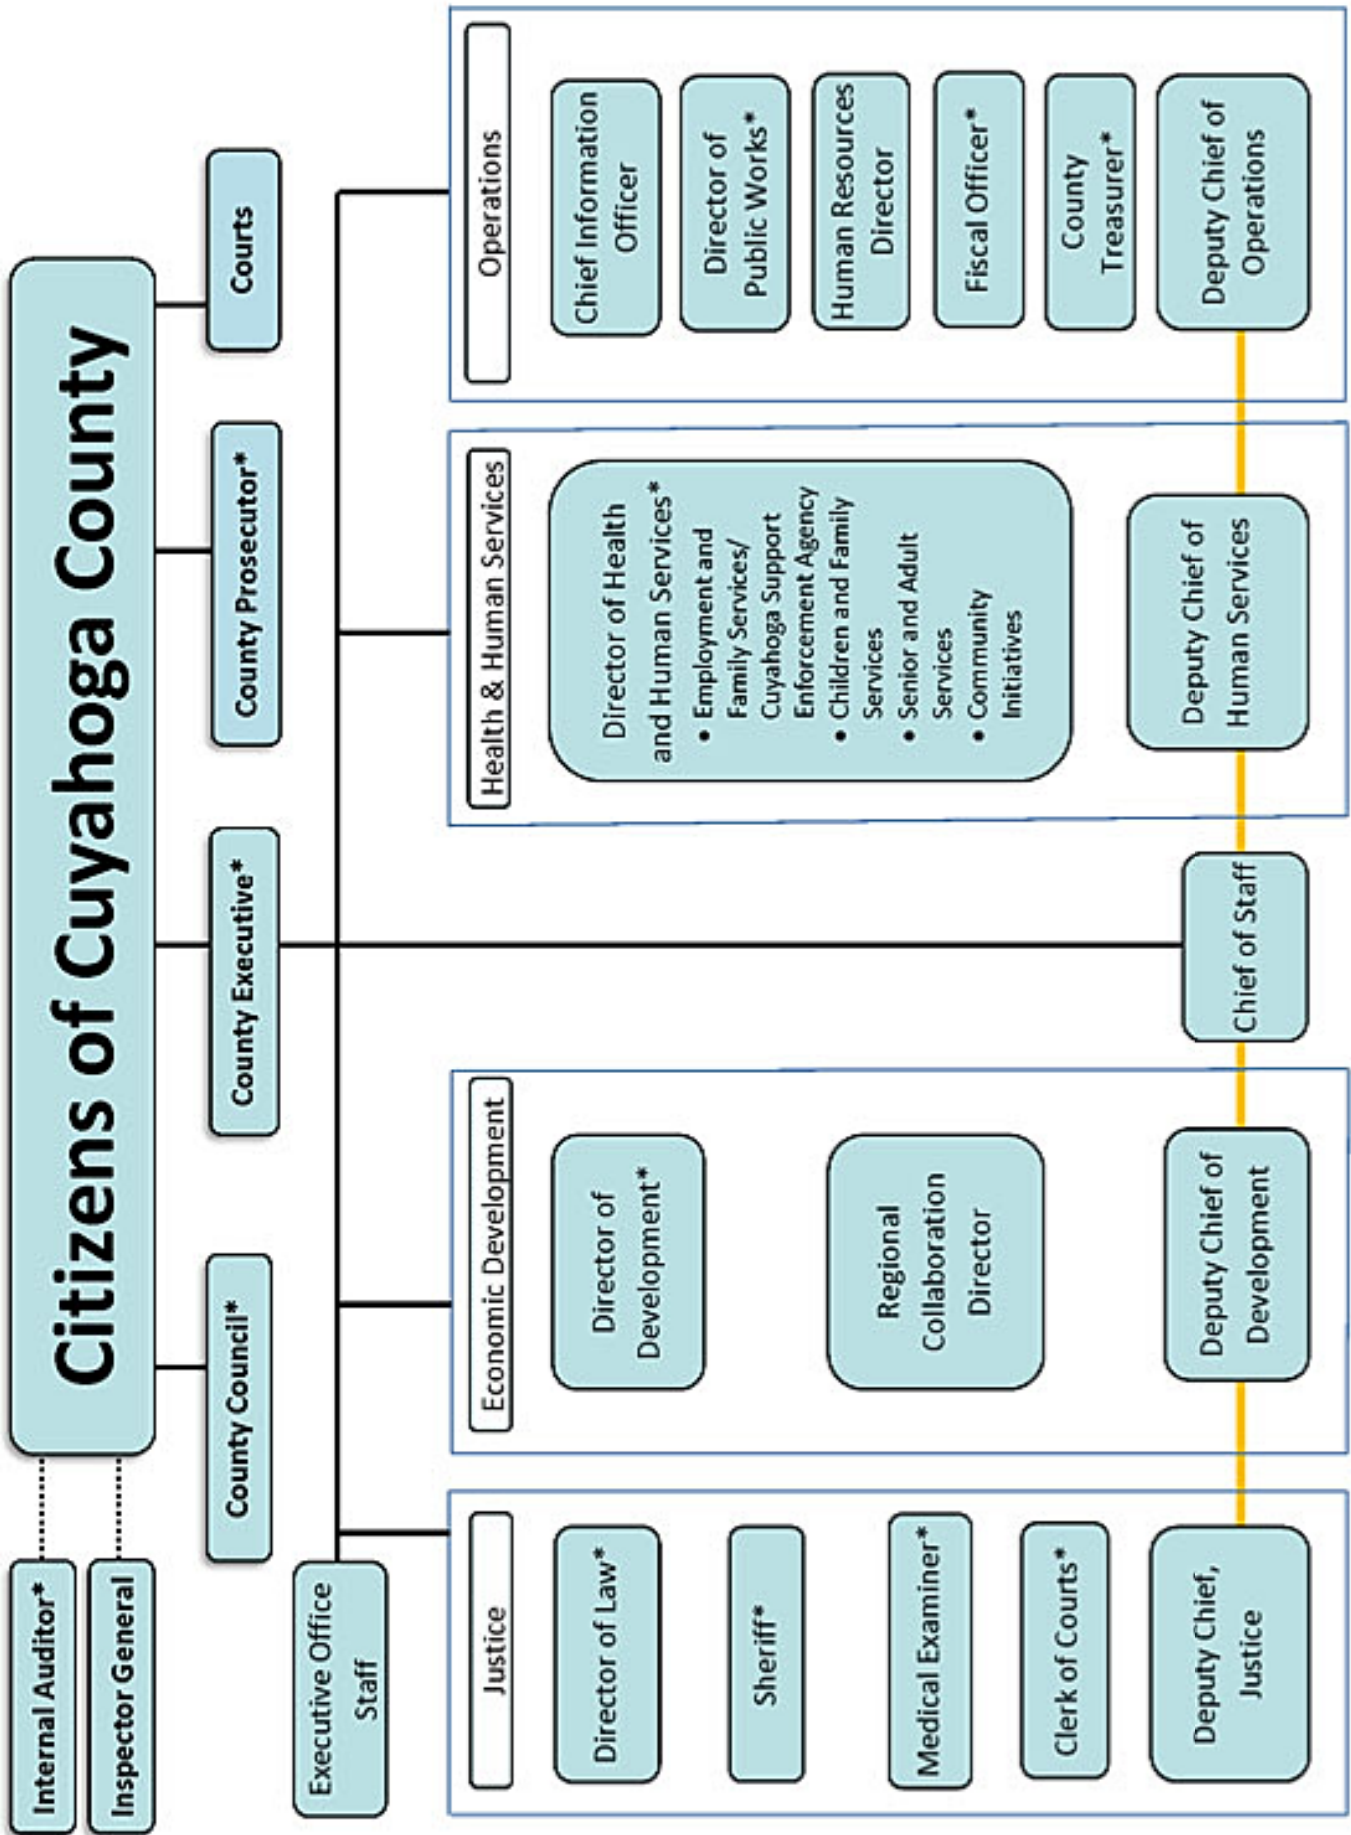 Citizens of Cuyahoga County
Internal Auditor*
Inspector General
County Council*
County Executive*
County Prosecutor*
Courts
Executive Office
Staff
Justice
Director of Law*
Sheriff*
Medical Examiner*
Clerk of Courts*
Deputy Chief,
Justice
Economic Development
Director of
Development*
Regional
Collaboration
Director
Deputy Chief of
Development
Chief of Staff
Health & Human Services
Director of Health
and Human Services*
• Employment and
Family Services/
Cuyahoga Support
Enforcement Agency
• Children and Family
Services
• Senior and Adult
Services
• Community
Initiatives
Deputy Chief of
Human Services
Operations
Chief Information
Officer
Director of
Public Works*
Human Resources
Director
Fiscal Officer*
County
Treasurer*
Deputy Chief of
Operations